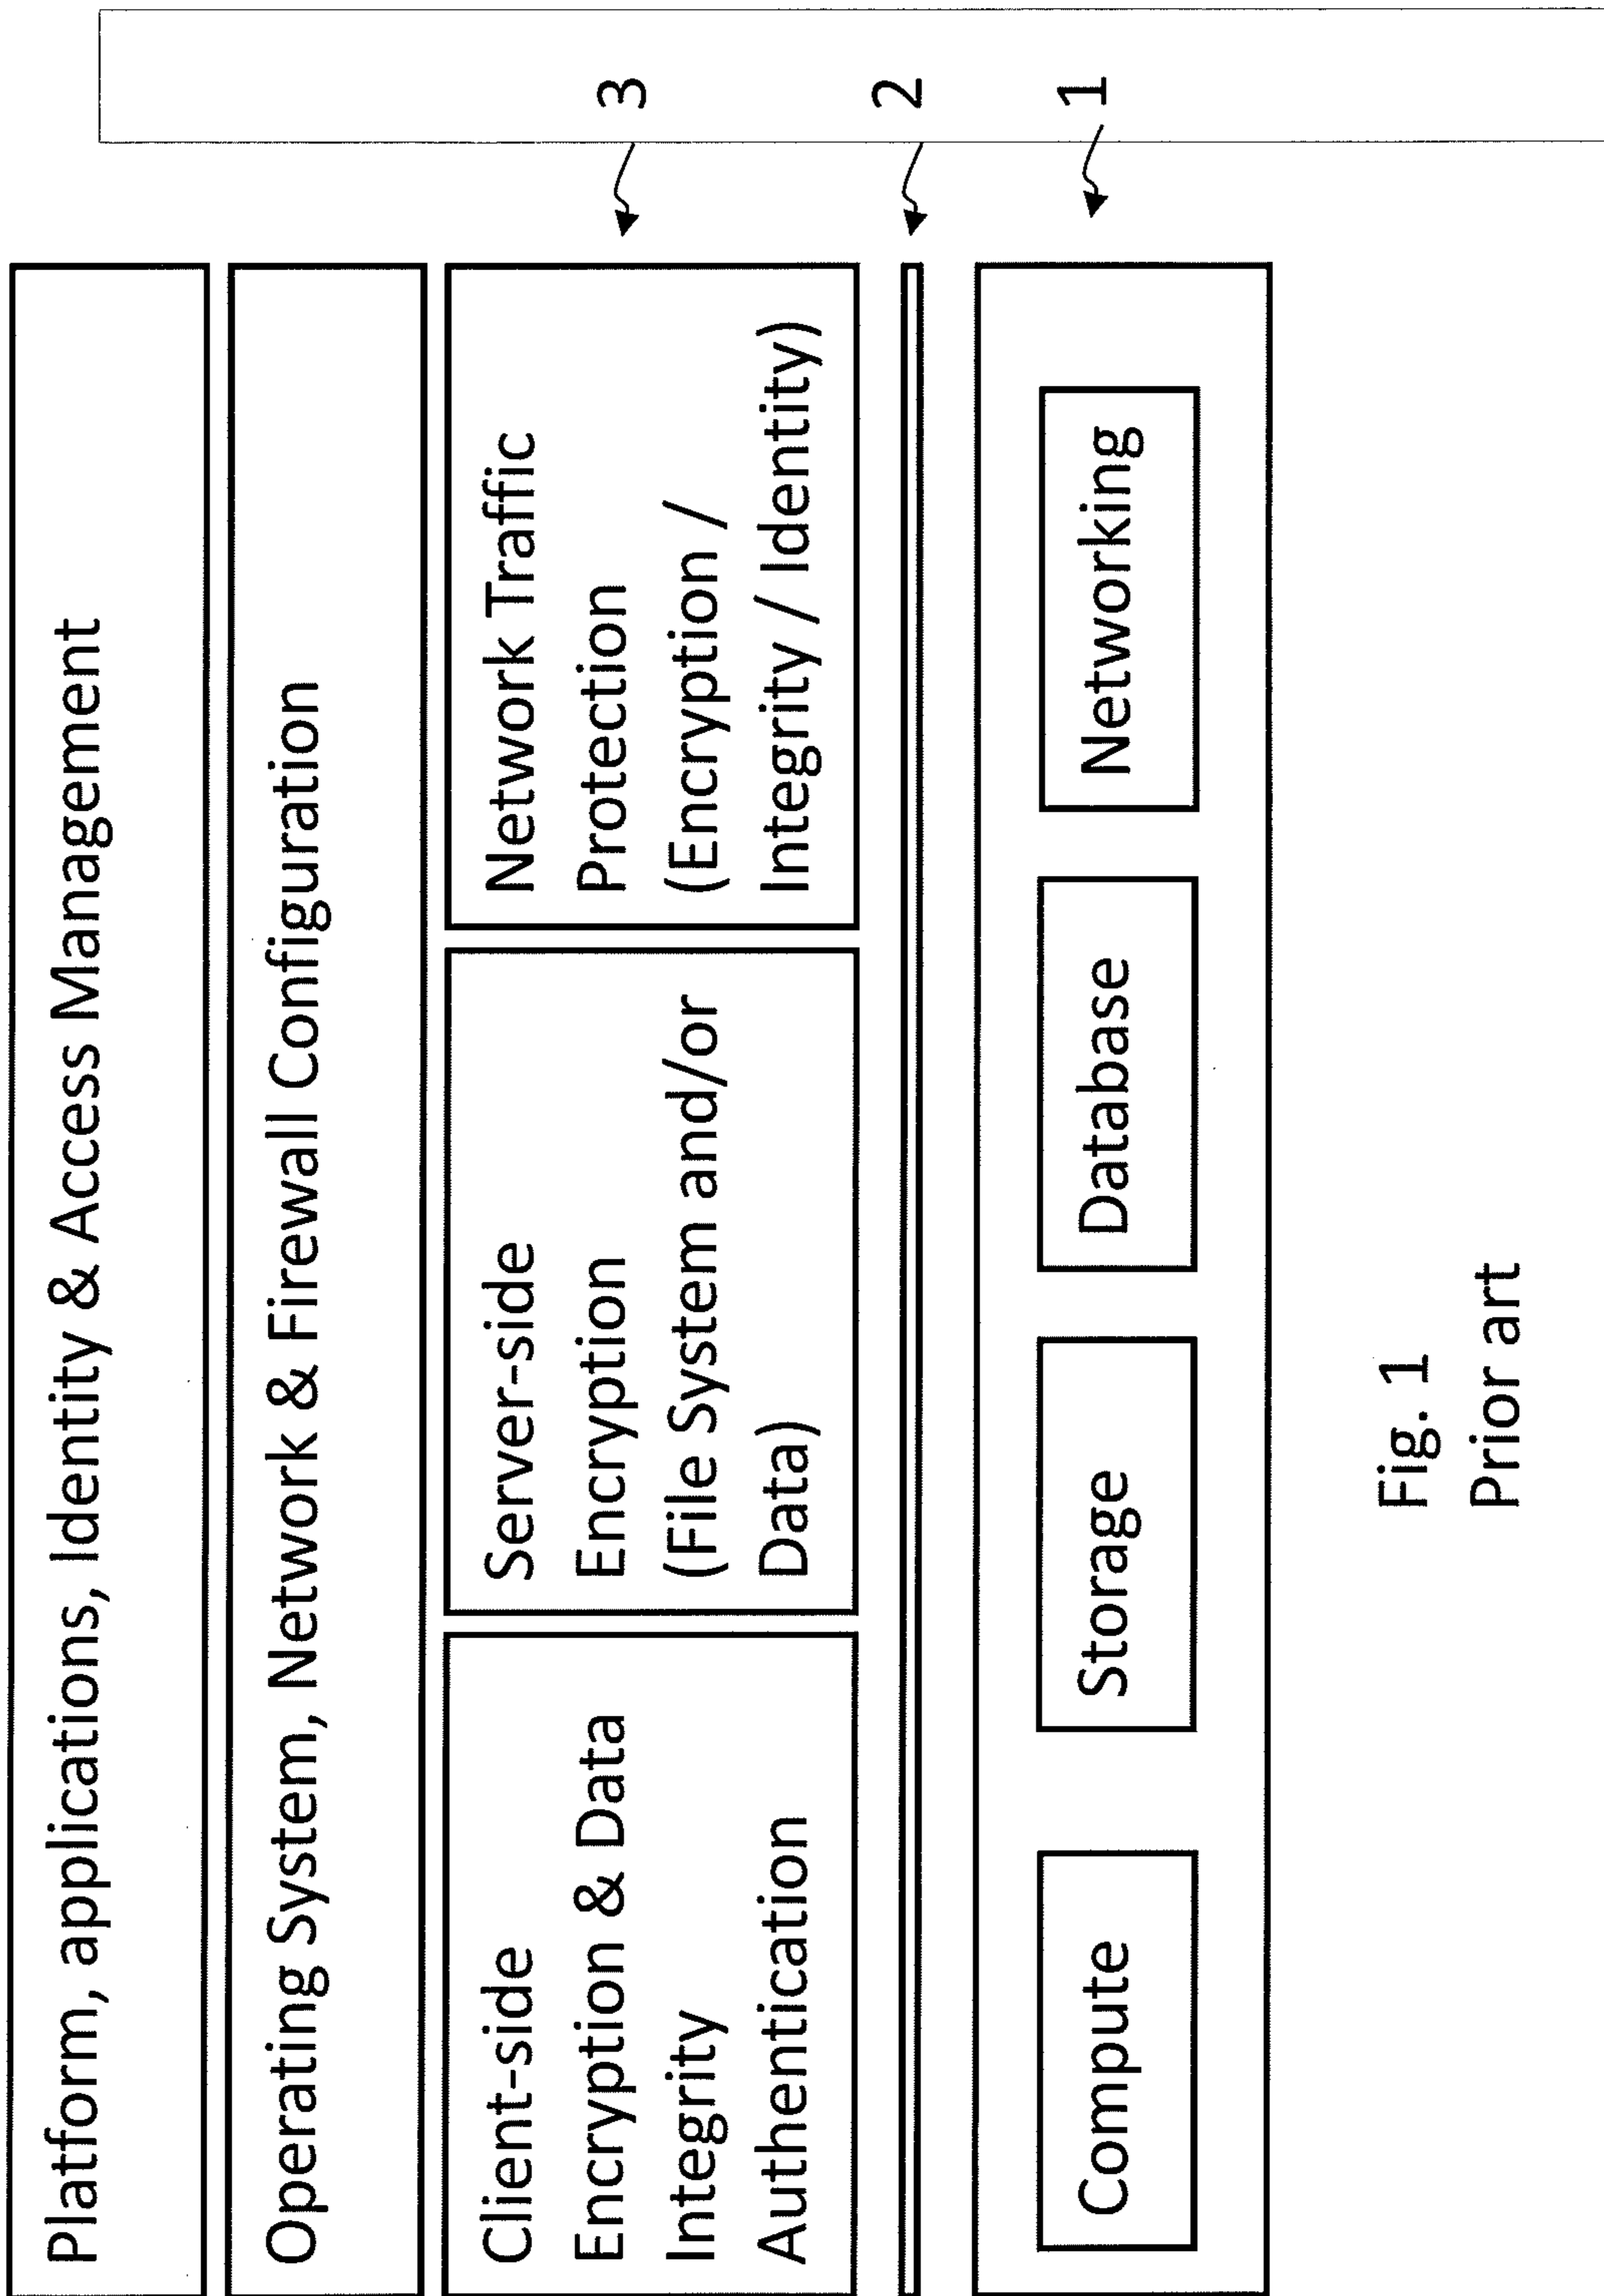 Platform, applications, Identity & Access Management
Operating System, Network & Firewall Configuration
Client-side
Encryption & Data
Integrity
Authentication
Server-side
Encryption
(File System and/or
Data)
Network Traffic
Protection
(Encryption /
Integrity / Identity)
3
2
Compute
Storage
Database
Networking
1
Fig. 1
Prior art